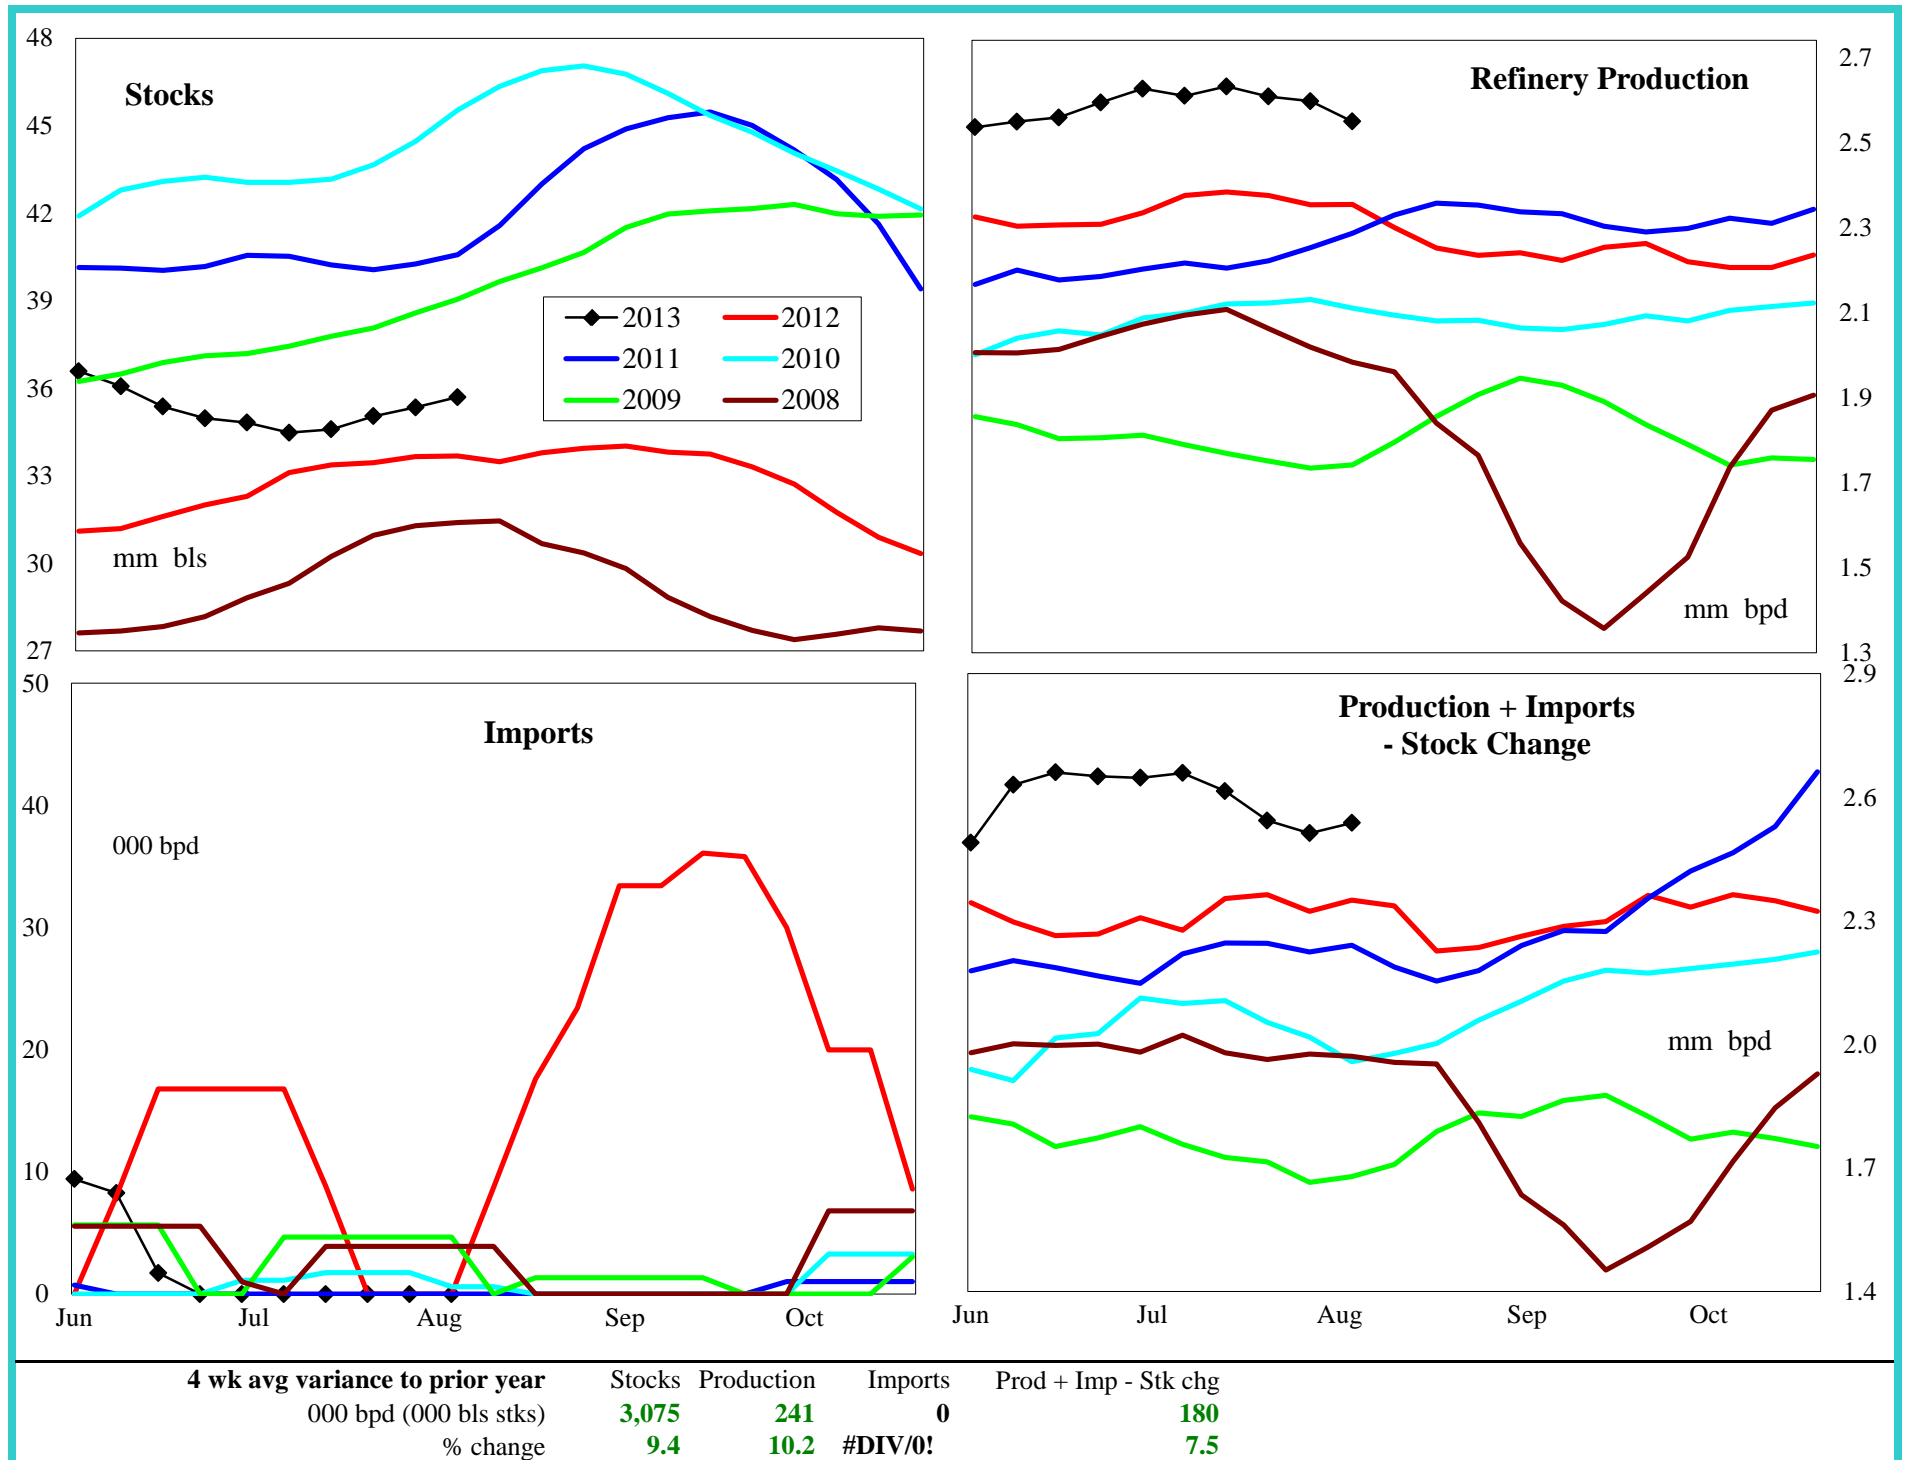 Stocks
48
45
42
39
36
33
30
27
mm bls
2013
2012
2011
2010
2009
2008
Refinery Production
2.7
2.5
2.3
2.1
1.9
1.7
1.5
1.3
mm bpd
Imports
50
40
30
20
10
0
000 bpd
Jun Jul Aug Sep Oct
Production + Imports
- Stock Change
2.9
2.6
2.3
2.0
1.7
1.4
mm bpd
Jun Jul Aug Sep Oct
4 wk avg variance to prior year Stocks Production Imports Prod + Imp - Stk chg
000 bpd (000 bls stks) 3,075 241 0 180
% change 9.4 10.2 #DIV/0! 7.5